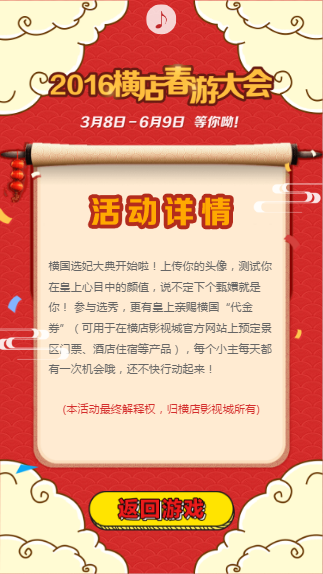 2016横店春游大会
3月8日-6月9日 等你呦！
活动详情
横国选妃大典开始啦！上传你的头像，测试你
在皇上心目中的颜值，说不定下个甄嬛就是
你！ 参与选秀，更有皇上亲赐横国“代金
券”（可用于在横店影视城官方网站上预定景
区门票、酒店住宿等产品），每个小主每天都
有一次机会哦，还不快行动起来！
(本活动最终解释权，归横店影视城所有)
返回游戏